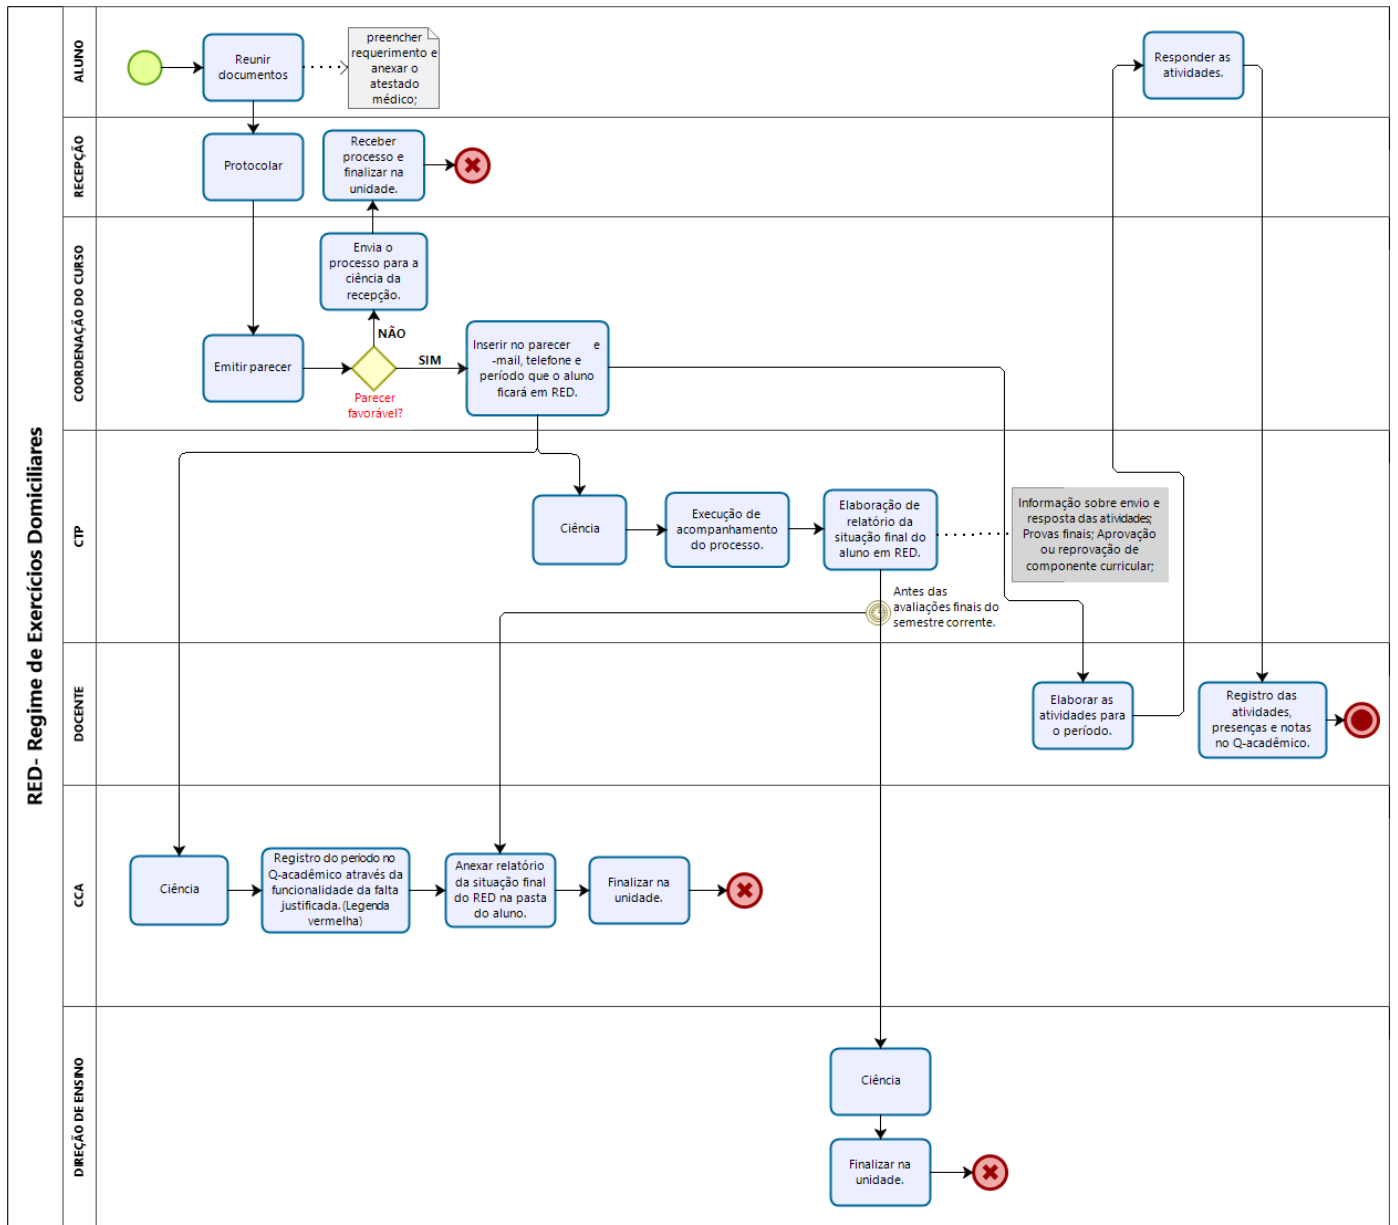 RED- Regime de Exercícios Domiciliares
ALUNO
Reunir
documentos
preencher
requerimento e
anexar o
atestado
médico;
Responder as
atividades.
RECEPÇÃO
Protocolar
Receber
processo e
finalizar na
unidade.
COORDENAÇÃO DO CURSO
Envia o
processo para a
ciência da
recepção.
NÃO
Emitir parecer
SIM
Parecer
favorável?
Inserir no parecer e
-mail, telefone e
período que o aluno
ficará em RED.
CTP
Ciência
Execução de
acompanhamento
do processo.
Elaboração de
relatório da
situação final do
aluno em RED.
Informação sobre envio e
resposta das atividades;
Provas finais; Aprovação
ou reprovação de
componente curricular;
Antes das
avaliações finais do
semestre corrente.
DOCENTE
Elaborar as
atividades para
o período.
Registro das
atividades,
presenças e notas
no Q-acadêmico.
CCA
Ciência
Registro do período no
Q-acadêmico através da
funcionalidade da falta
justificada. (Legenda
vermelha)
Anexar relatório
da situação final
do RED na pasta
do aluno.
Finalizar na
unidade.
DIREÇÃO DE ENSINO
Ciência
Finalizar na
unidade.